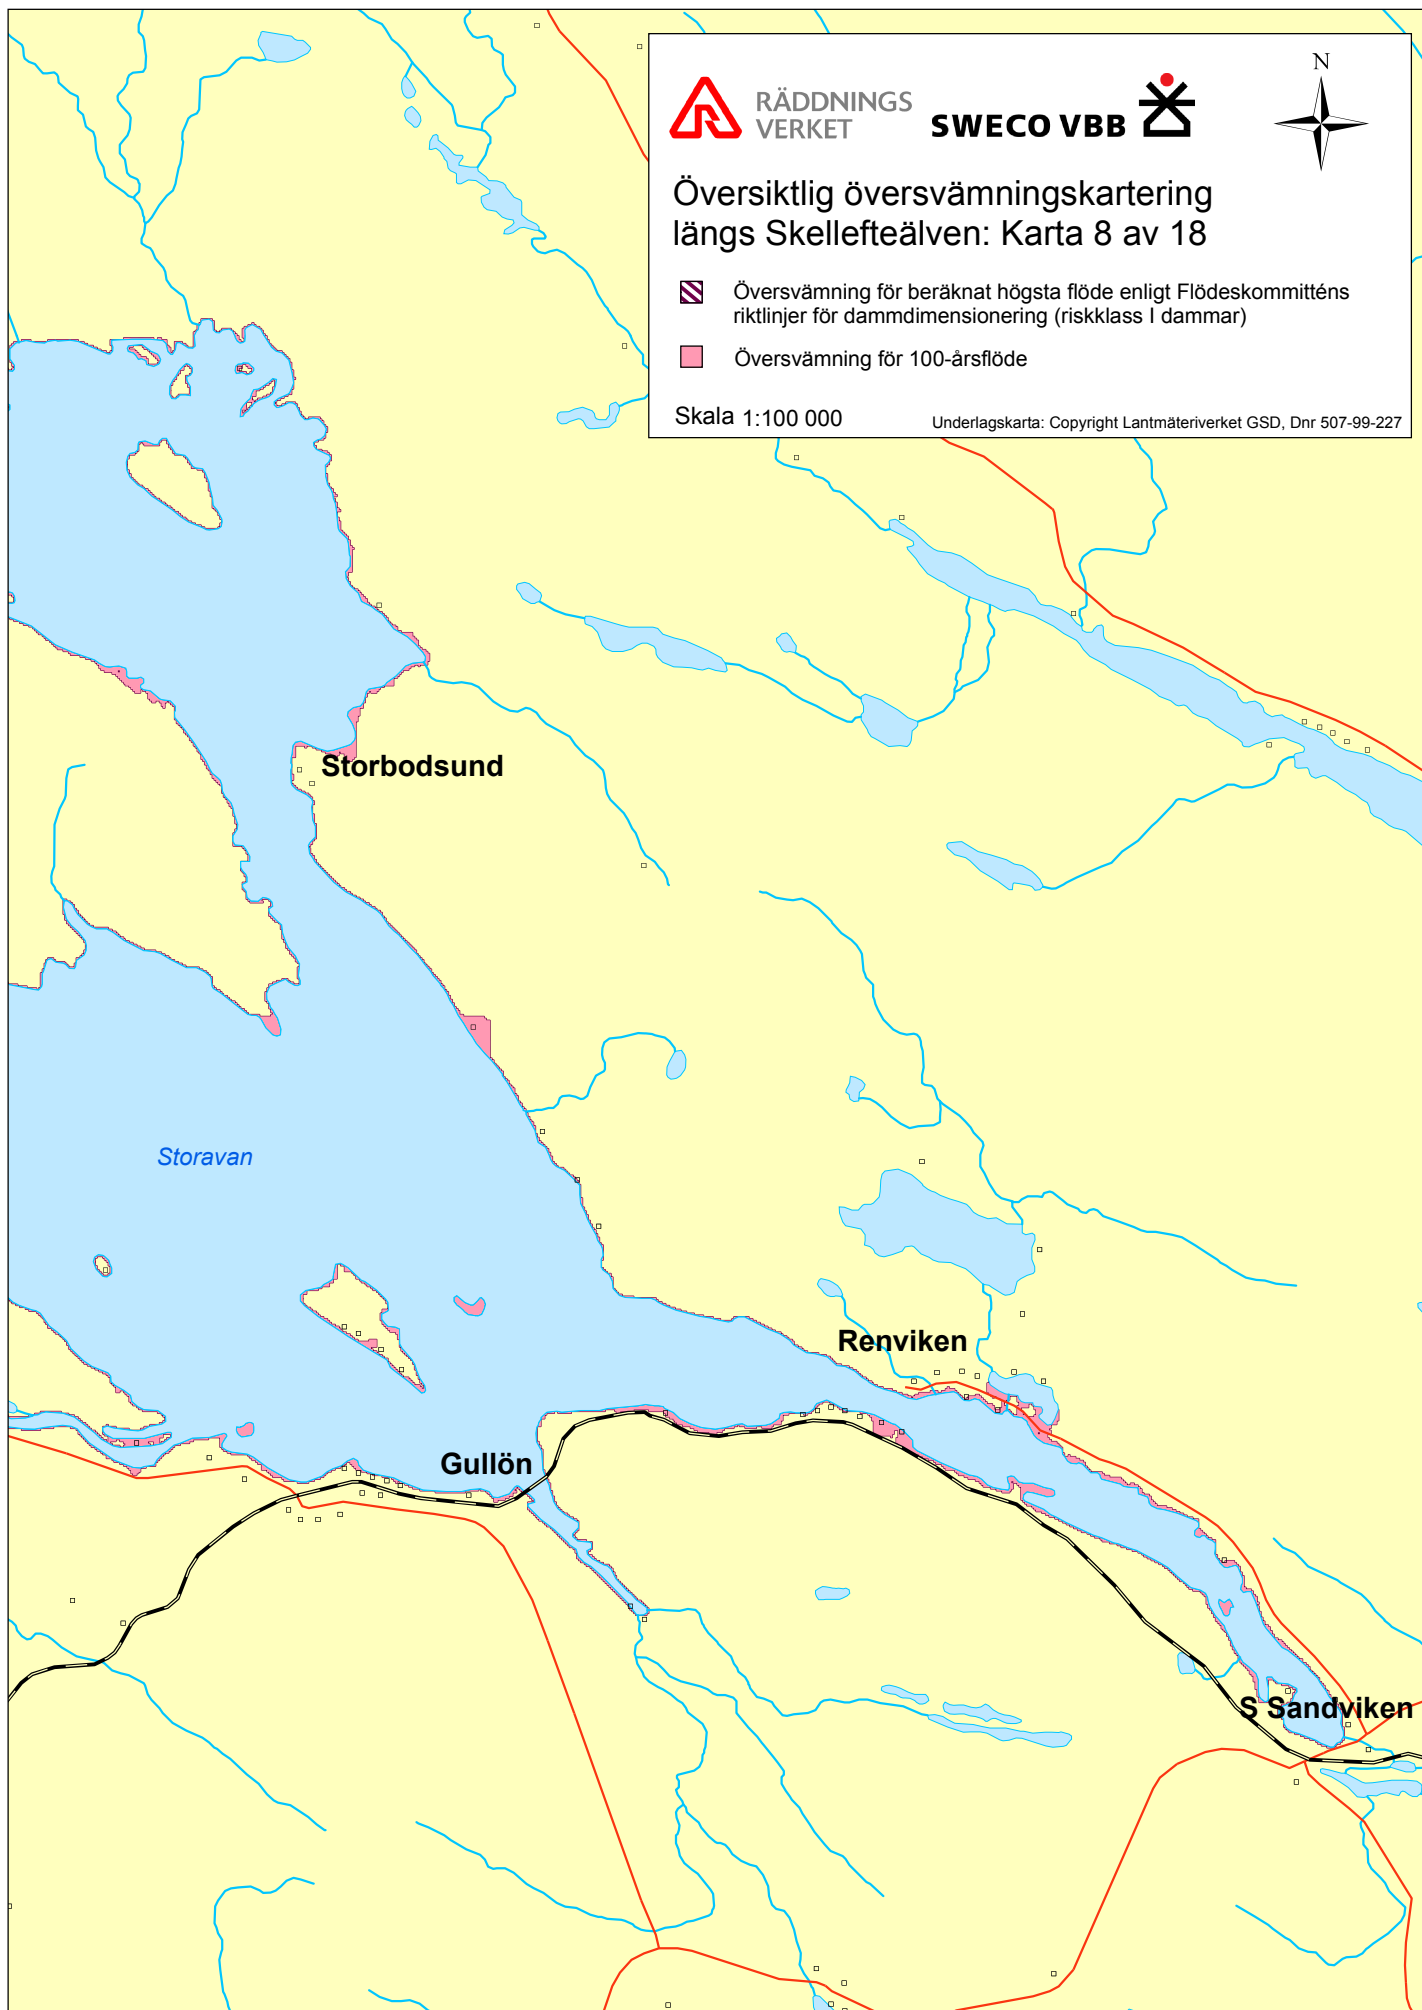 N
RÄDDNINGS
VERKET
SWECO VBB
Översiktlig översvämningskartering
längs Skellefteälven: Karta 8 av 18
Översvämning för beräknat högsta flöde enligt Flödeskommitténs
riktlinjer för dammdimensionering (riskklass I dammar)
Översvämning för 100-årsflöde
Skala 1:100 000
Underlagskarta: Copyright Lantmäteriverket GSD, Dnr 507-99-227
Storbodsund
Storavan
Renviken
Gullön
S Sandviken